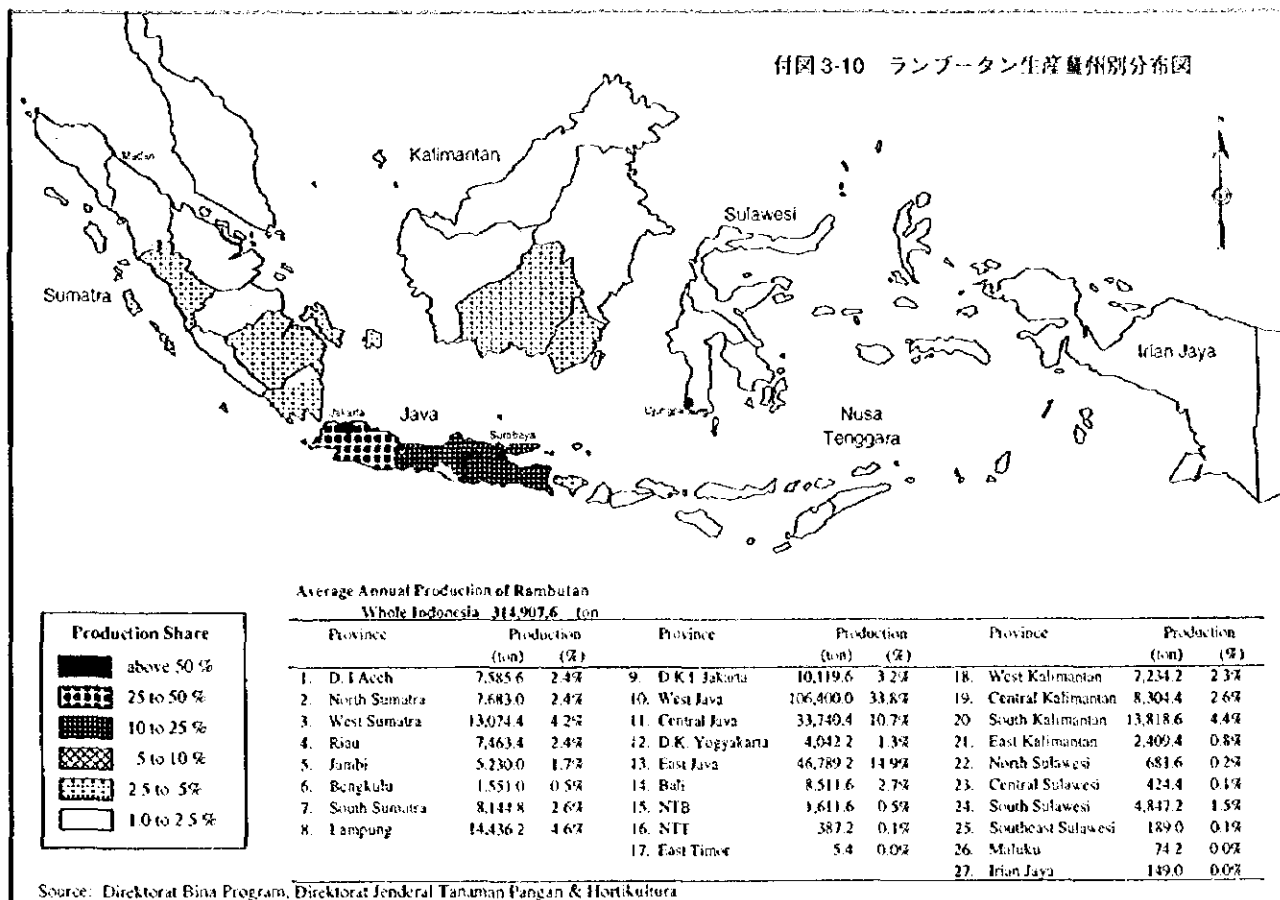 付図 3-10 ランブータン生産量州別分布図
Medan
Kalimantan
Sulawesi
Sumatra
Irian Jaya
Jakarta
Java
Surabaya
Nusa
Tenggara
Average Annual Production of Rambutan
Whole Indonesia 314,907.6 ton
Production Share
above 50 %
25 to 50 %
10 to 25 %
5 to 10 %
2.5 to 5%
1.0 to 2.5 %
Province Production
(ton) (%)
1. D. I Aceh 7,585.6 2.4%
2. North Sumatra 7,683.0 2.4%
3. West Sumatra 13,074.4 4.2%
4. Riau 7,463.4 2.4%
5. Jambi 5,230.0 1.7%
6. Bengkulu 1,551.0 0.5%
7. South Sumatra 8,144.8 2.6%
8. Lampung 14,436.2 4.6%
Province Production
(ton) (%)
9. D.K.I Jakarta 10,119.6 3.2%
10. West Java 106,400.0 33.8%
11. Central Java 33,740.4 10.7%
12. D.K. Yogyakarta 4,042.2 1.3%
13. East Java 46,789.2 14.9%
14. Bali 8,511.6 2.7%
15. NTB 1,611.6 0.5%
16. NTT 387.2 0.1%
17. East Timor 5.4 0.0%
Province Production
(ton) (%)
18. West Kalimantan 7,234.2 2.3%
19. Central Kalimantan 8,304.4 2.6%
20 South Kalimantan 13,818.6 4.4%
21. East Kalimantan 2,409.4 0.8%
22. North Sulawesi 681.6 0.2%
23. Central Sulawesi 424.4 0.1%
24. South Sulawesi 4,847.2 1.5%
25. Southeast Sulawesi 189.0 0.1%
26. Maluku 74.2 0.0%
27. Irian Jaya 149.0 0.0%
Source: Direktorat Bina Program, Direktorat Jenderal Tanaman Pangan & Hortikultura